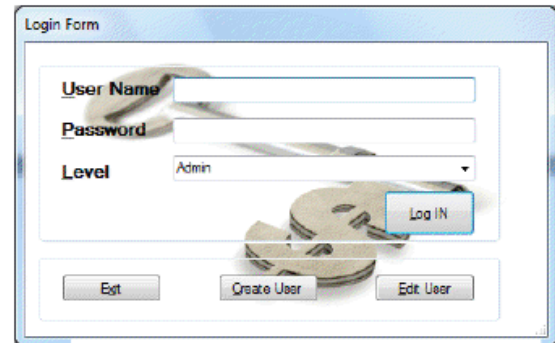 Login Form
User Name
Password
Level Admin
Log IN
Exit Create User Edit User